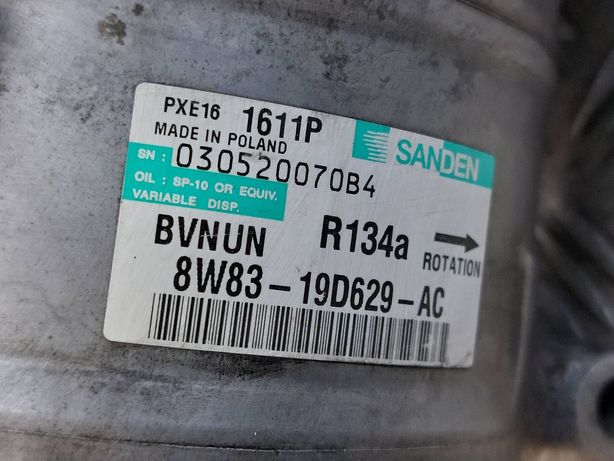 PXE16 1611P
MADE IN POLAND
SANDEN
SN : 030520070B4
OIL : SP-10 OR EQUIV.
VARIABLE DISP.
BVNUN R134a
ROTATION
8W83-19D629-AC